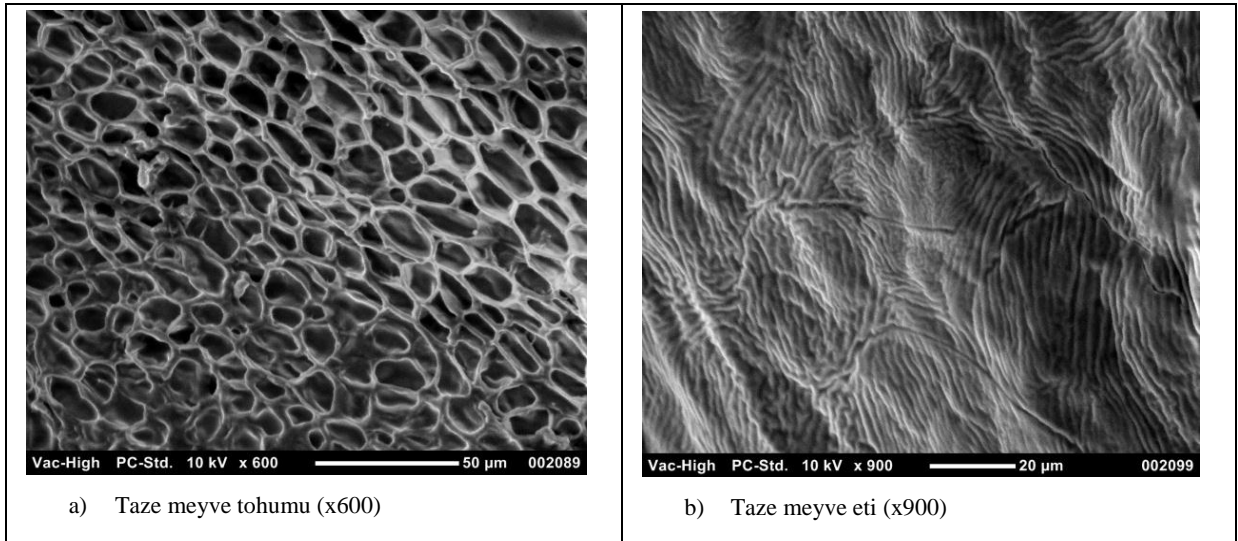 Vac-High PC-Std. 10 kV x 600 50 µm 002089
Vac-High PC-Std. 10 kV x 900 20 µm 002099
a) Taze meyve tohumu (x600)
b) Taze meyve eti (x900)